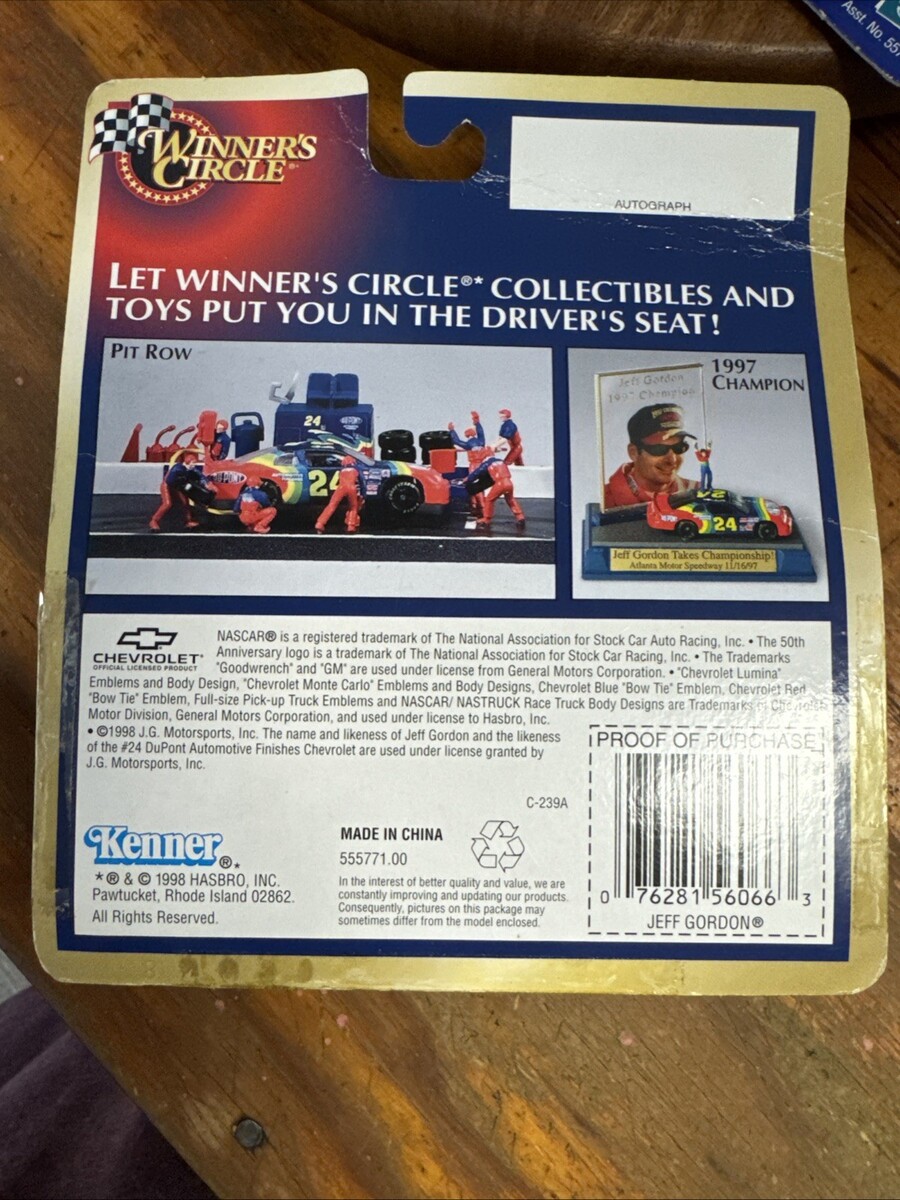 Asst. No. 557
WINNER'S
CIRCLE®*
AUTOGRAPH
LET WINNER'S CIRCLE®* COLLECTIBLES AND
TOYS PUT YOU IN THE DRIVER'S SEAT!
PIT ROW
24
DUPONT
24
1997
CHAMPION
Jeff Gordon
1997 Champion
24
24
Jeff Gordon Takes Championship!
Atlanta Motor Speedway 11/16/97
CHEVROLET®
OFFICIAL LICENSED PRODUCT
NASCAR® is a registered trademark of The National Association for Stock Car Auto Racing, Inc. • The 50th
Anniversary logo is a trademark of The National Association for Stock Car Racing, Inc. • The Trademarks
"Goodwrench" and "GM" are used under license from General Motors Corporation. • "Chevrolet Lumina"
Emblems and Body Design, "Chevrolet Monte Carlo" Emblems and Body Designs, Chevrolet Blue "Bow Tie" Emblem, Chevrolet Red
"Bow Tie" Emblem, Full-size Pick-up Truck Emblems and NASCAR/ NASTRUCK Race Truck Body Designs are Trademarks of Chevrolet
Motor Division, General Motors Corporation, and used under license to Hasbro, Inc.
• ©1998 J.G. Motorsports, Inc. The name and likeness of Jeff Gordon and the likeness
of the #24 DuPont Automotive Finishes Chevrolet are used under license granted by
J.G. Motorsports, Inc.
C-239A
PROOF OF PURCHASE
0 76281 56066 3
JEFF GORDON®
Kenner®*
*® & © 1998 HASBRO, INC.
Pawtucket, Rhode Island 02862.
All Rights Reserved.
MADE IN CHINA
555771.00
In the interest of better quality and value, we are
constantly improving and updating our products.
Consequently, pictures on this package may
sometimes differ from the model enclosed.